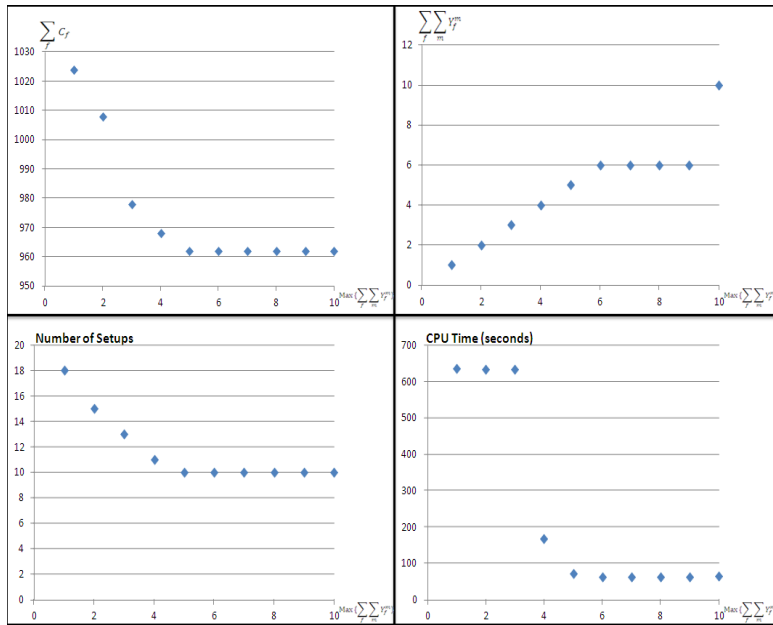 ∑_f C_f
1030
1020
1010
1000
990
980
970
960
950
0 2 4 6 8 10
Max (∑_f ∑_m Y_f^m)
∑_f ∑_m Y_f^m
12
10
8
6
4
2
0
0 2 4 6 8 10
Max (∑_f ∑_m Y_f^m
Number of Setups
20
18
16
14
12
10
8
6
4
2
0
0 2 4 6 8 10
Max (∑_f ∑_m Y_f^m)
CPU Time (seconds)
700
600
500
400
300
200
100
0
0 2 4 6 8 10
Max (∑_f ∑_m Y_f^m